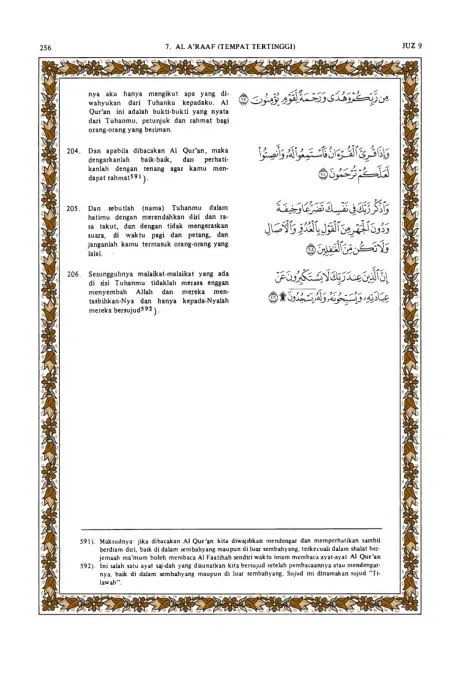 256
7. AL A'RAAF (TEMPAT TERTINGGI)
JUZ 9
nya aku hanya mengikut apa yang di-
wahyukan dari Tuhanku kepadaku. Al
Qur'an ini adalah bukti-bukti yang nyata
dari Tuhanmu, petunjuk dan rahmat bagi
orang-orang yang beriman.
مِن رَّبِّكُمْ وَهُدًى وَرَحْمَةٌ لِّقَوْمٍ يُؤْمِنُونَ ﴿٢٠٣﴾
204. Dan apabila dibacakan Al Qur'an, maka
dengarkanlah baik-baik, dan perhati-
kanlah dengan tenang agar kamu men-
dapat rahmat591).
وَإِذَا قُرِئَ الْقُرْءَانُ فَاسْتَمِعُوا لَهُ وَأَنصِتُوا
لَعَلَّكُمْ تُرْحَمُونَ ﴿٢٠٤﴾
205. Dan sebutlah (nama) Tuhanmu dalam
hatimu dengan merendahkan diri dan ra-
sa takut, dan dengan tidak mengeraskan
suara, di waktu pagi dan petang, dan
janganlah kamu termasuk orang-orang yang
lalai.
وَاذْكُر رَّبَّكَ فِي نَفْسِكَ تَضَرُّعًا وَخِيفَةً
وَدُونَ الْجَهْرِ مِنَ الْقَوْلِ بِالْغُدُوِّ وَالْآصَالِ
وَلَا تَكُن مِّنَ الْغَافِلِينَ ﴿٢٠٥﴾
206. Sesungguhnya malaikat-malaikat yang ada
di sisi Tuhanmu tidaklah merasa enggan
menyembah Allah dan mereka men-
tasbihkan-Nya dan hanya kepada-Nyalah
mereka bersujud592).
إِنَّ الَّذِينَ عِندَ رَبِّكَ لَا يَسْتَكْبِرُونَ عَنْ
عِبَادَتِهِ وَيُسَبِّحُونَهُ وَلَهُ يَسْجُدُونَ ﴿٢٠٦﴾
591). Maksudnya: jika dibacakan Al Qur'an kita diwajibkan mendengar dan memperhatikan sambil
berdiam diri, baik di dalam sembahyang maupun di luar sembahyang, terkecuali dalam shalat ber-
jemaah ma'mum boleh membaca Al Faatihah sendiri waktu imam membaca ayat-ayat Al Qur'an
592). Ini salah satu ayat saj-dah yang disunatkan kita bersujud setelah pembacaannya atau mendengar-
nya, baik di dalam sembahyang maupun di luar sembahyang. Sujud ini dinamakan sujud "Ti-
lawah".